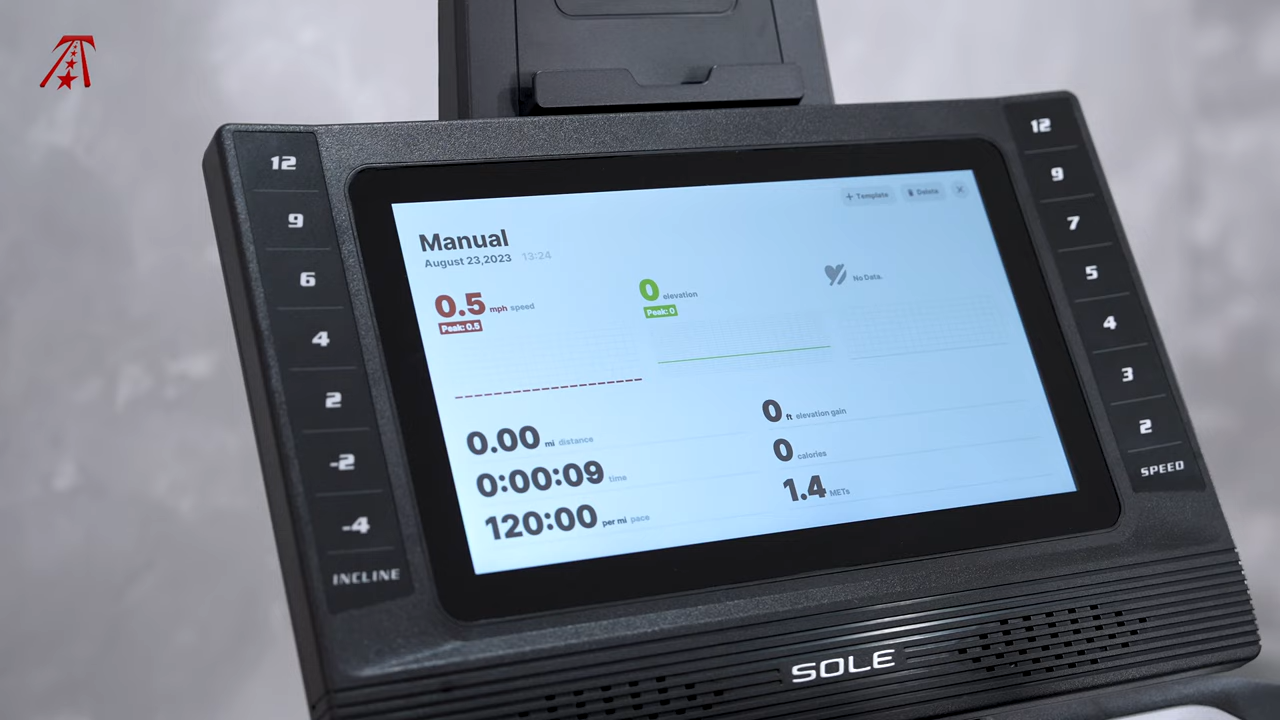 12
9
6
4
2
-2
-4
INCLINE
+ Template
Delete
Manual
August 23,2023 13:24
0.5 mph speed
Peak: 0.5
0 elevation
Peak: 0
No Data.
0.00 mi distance
0:00:09 time
120:00 per mi pace
0 ft elevation gain
0 calories
1.4 METs
12
9
7
5
4
3
2
SPEED
SOLE